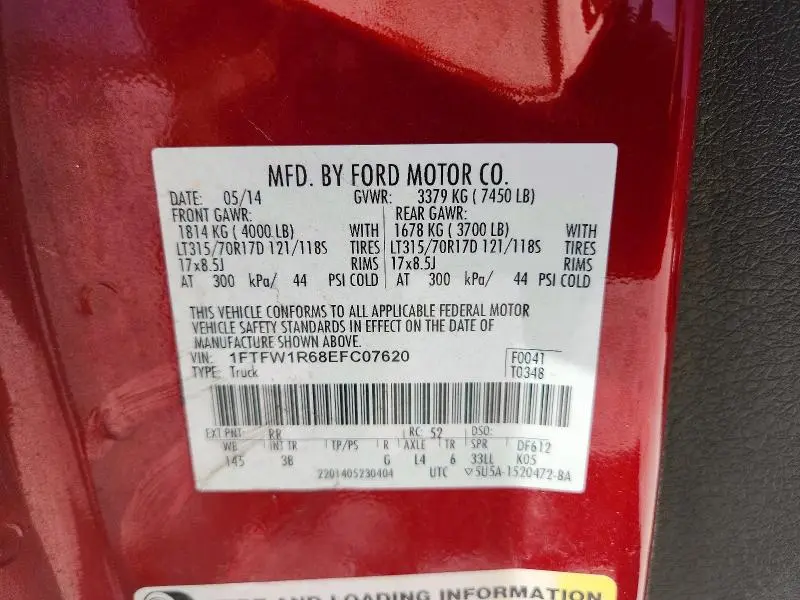 MFD. BY FORD MOTOR CO.
DATE: 05/14 GVWR: 3379 KG ( 7450 LB)
FRONT GAWR: REAR GAWR:
1814 KG ( 4000 LB) WITH 1678 KG ( 3700 LB) WITH
LT315/70R17D 121/118S TIRES LT315/70R17D 121/118S TIRES
17x8.5J RIMS 17x8.5J RIMS
AT 300 kPa/ 44 PSI COLD AT 300 kPa/ 44 PSI COLD
THIS VEHICLE CONFORMS TO ALL APPLICABLE FEDERAL MOTOR
VEHICLE SAFETY STANDARDS IN EFFECT ON THE DATE OF
MANUFACTURE SHOWN ABOVE.
VIN: 1FTFW1R68EFC07620 F0041
TYPE: Truck T0348
EXT PNT: RR RC: 52 DSO:
WB INT TR TP/PS R AXLE TR SPR DF612
145 3B G L4 6 33LL K05
2201405230404 UTC ▽5U5A-1520472-BA
TIRE AND LOADING INFORMATION